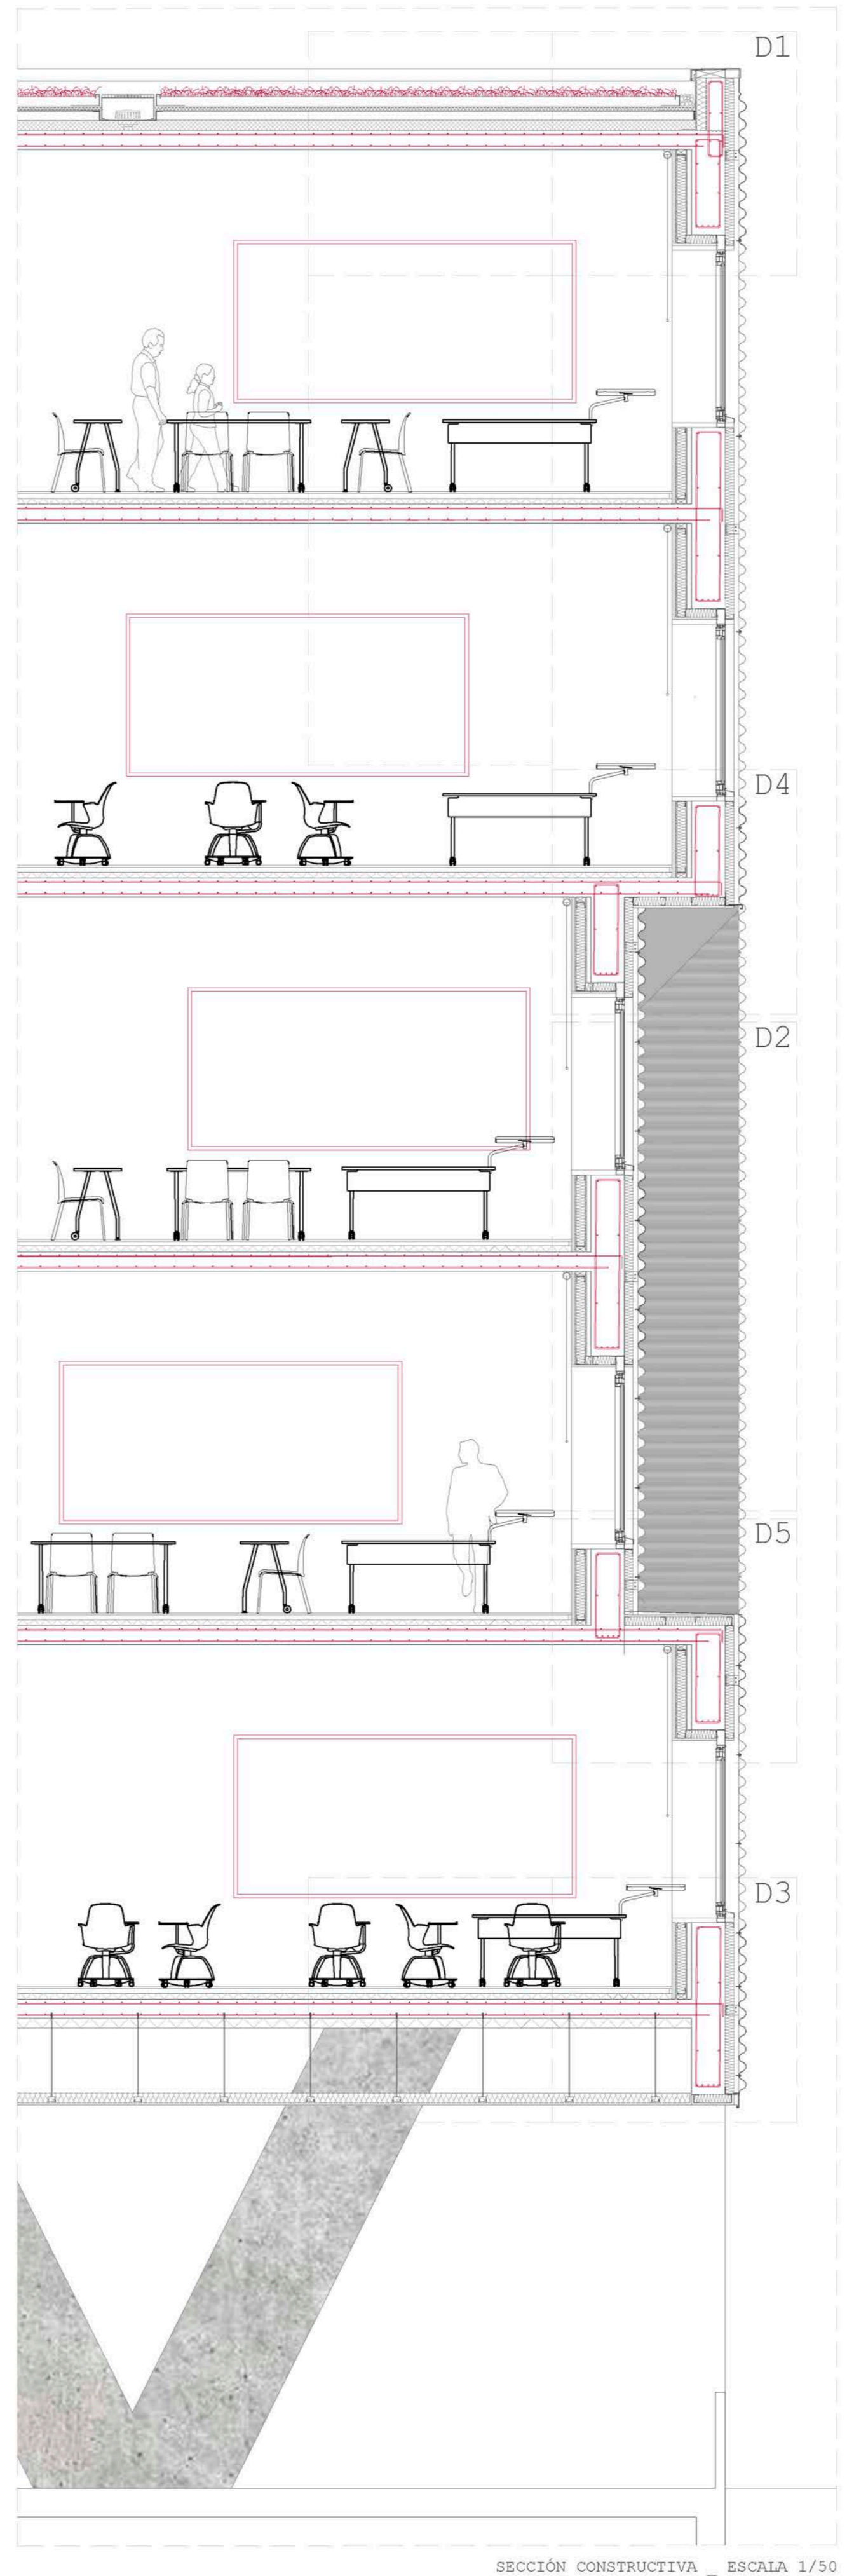 D1
D4
D2
D5
D3
SECCIÓN CONSTRUCTIVA _ ESCALA 1/50